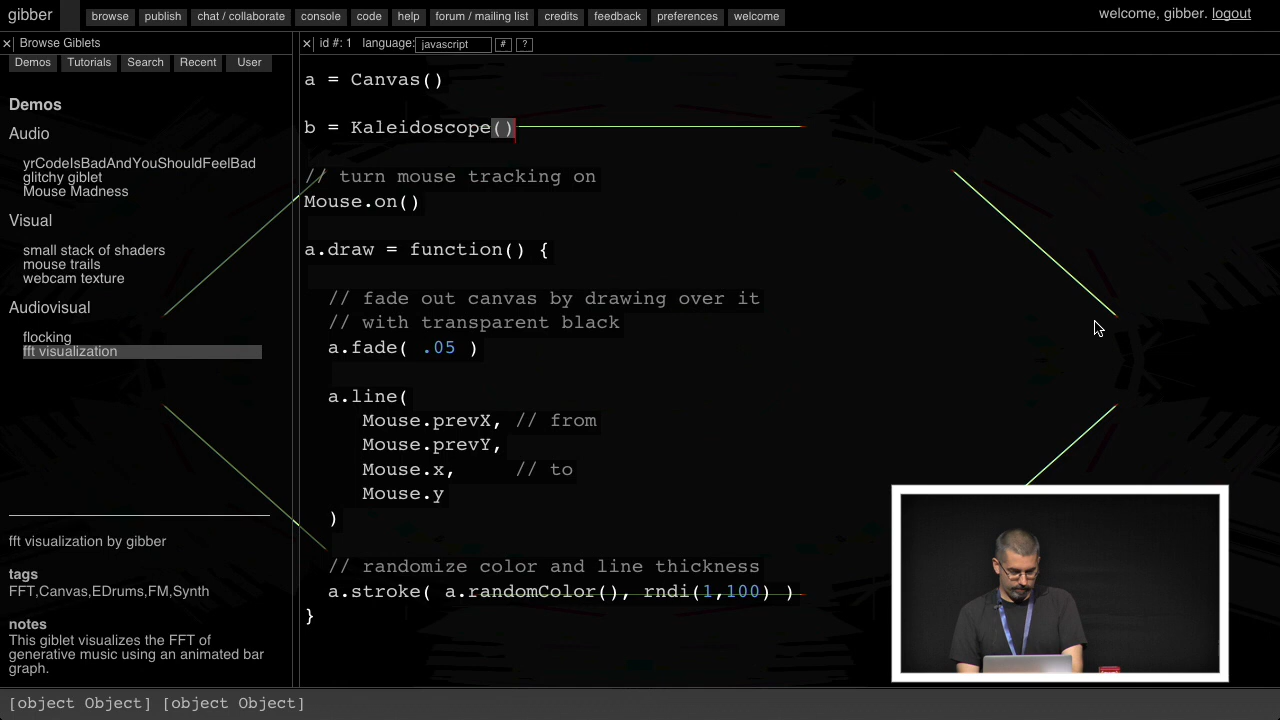 gibber
browse publish chat / collaborate console code help forum / mailing list credits feedback preferences welcome
welcome, gibber. logout
× Browse Giblets
× id #: 1 language: javascript # ?
Demos Tutorials Search Recent User
Demos
Audio
yrCodeIsBadAndYouShouldFeelBad
glitchy giblet
Mouse Madness
Visual
small stack of shaders
mouse trails
webcam texture
Audiovisual
flocking
fft visualization
fft visualization by gibber
tags
FFT,Canvas,EDrums,FM,Synth
notes
This giblet visualizes the FFT of
generative music using an animated bar
graph.
a = Canvas()
b = Kaleidoscope()
// turn mouse tracking on
Mouse.on()
a.draw = function() {
// fade out canvas by drawing over it
// with transparent black
a.fade( .05 )
a.line(
Mouse.prevX, // from
Mouse.prevY,
Mouse.x, // to
Mouse.y
)
// randomize color and line thickness
a.stroke( a.randomColor(), rndi(1,100) )
}
[object Object] [object Object]